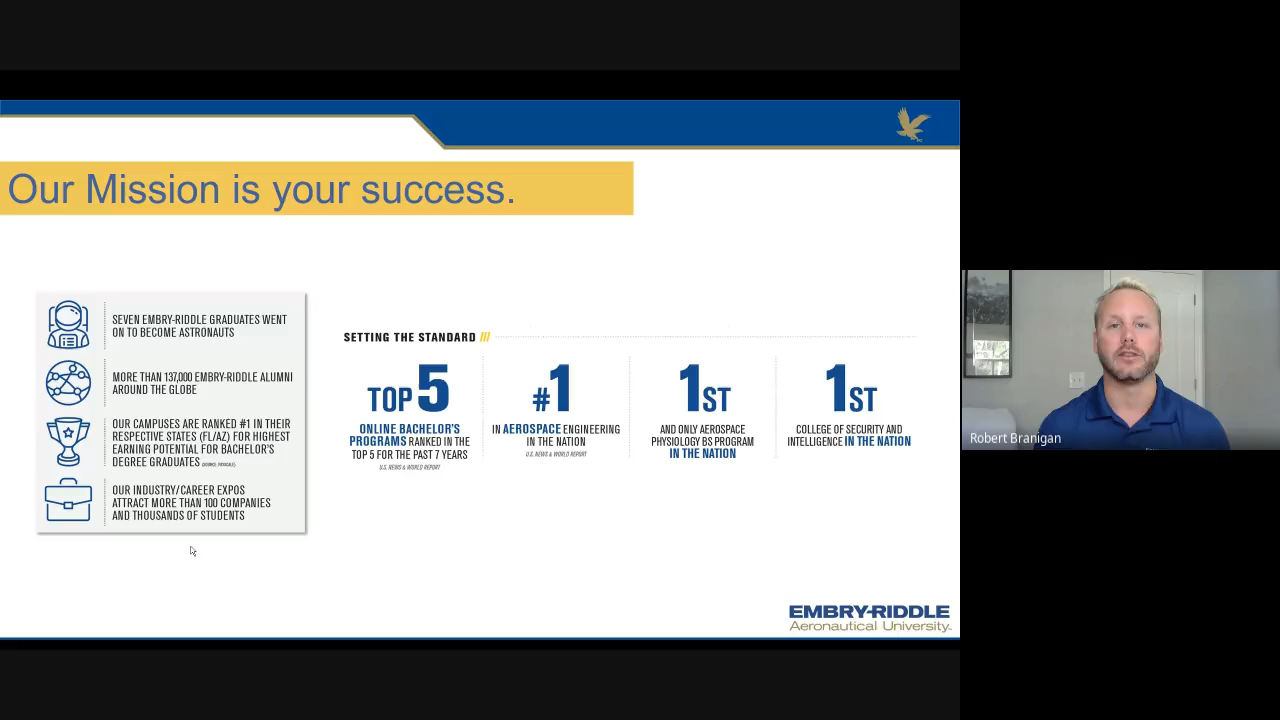 Our Mission is your success.
SEVEN EMBRY-RIDDLE GRADUATES WENT
ON TO BECOME ASTRONAUTS
MORE THAN 137,000 EMBRY-RIDDLE ALUMNI
AROUND THE GLOBE
OUR CAMPUSES ARE RANKED #1 IN THEIR
RESPECTIVE STATES (FL/AZ) FOR HIGHEST
EARNING POTENTIAL FOR BACHELOR'S
DEGREE GRADUATES (SOURCE: PAYSCALE)
OUR INDUSTRY/CAREER EXPOS
ATTRACT MORE THAN 100 COMPANIES
AND THOUSANDS OF STUDENTS
SETTING THE STANDARD ///
TOP 5
ONLINE BACHELOR'S
PROGRAMS RANKED IN THE
TOP 5 FOR THE PAST 7 YEARS
U.S. NEWS & WORLD REPORT
#1
IN AEROSPACE ENGINEERING
IN THE NATION
U.S. NEWS & WORLD REPORT
1ST
AND ONLY AEROSPACE
PHYSIOLOGY BS PROGRAM
IN THE NATION
1ST
COLLEGE OF SECURITY AND
INTELLIGENCE IN THE NATION
EMBRY-RIDDLE
Aeronautical University
Robert Branigan